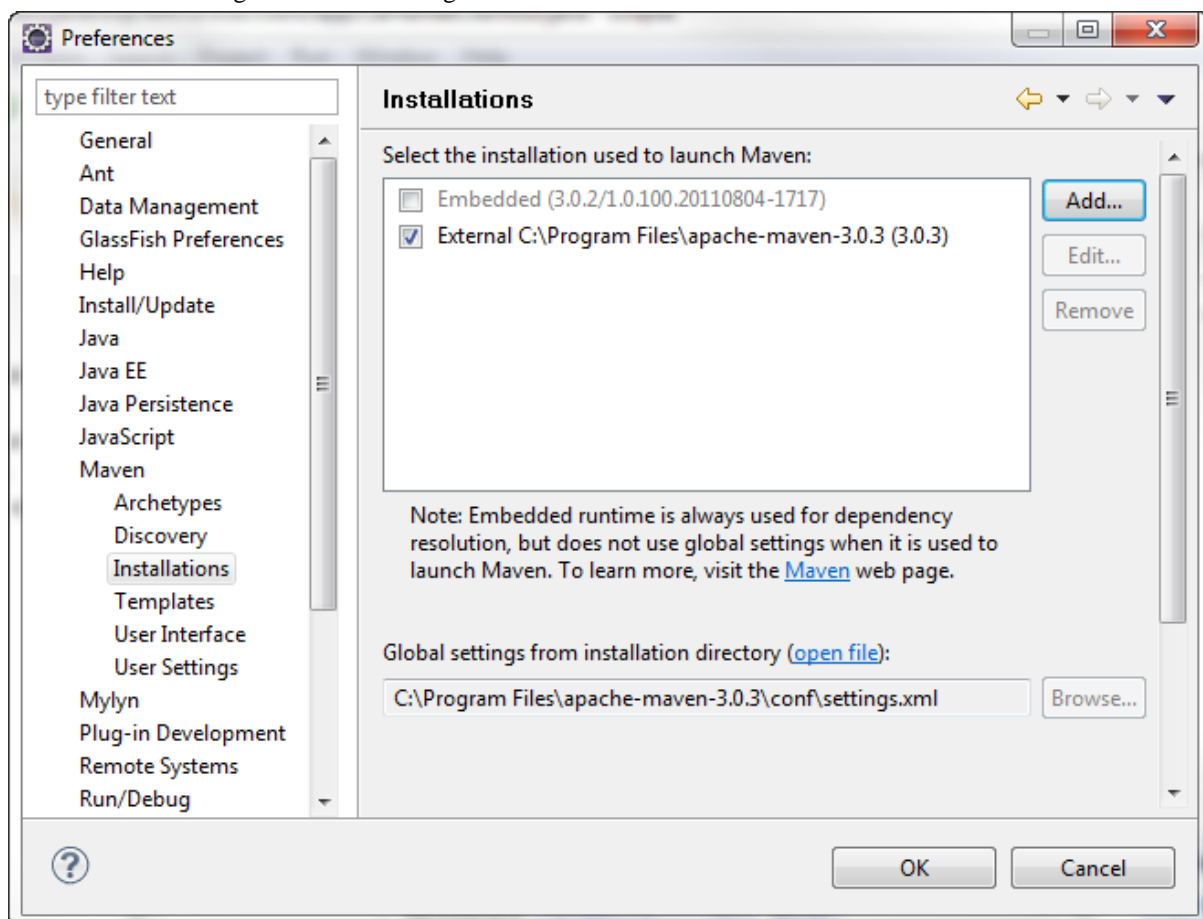 Preferences
type filter text
General
Ant
Data Management
GlassFish Preferences
Help
Install/Update
Java
Java EE
Java Persistence
JavaScript
Maven
Archetypes
Discovery
Installations
Templates
User Interface
User Settings
Mylyn
Plug-in Development
Remote Systems
Run/Debug
Installations
Select the installation used to launch Maven:
Embedded (3.0.2/1.0.100.20110804-1717)
External C:\Program Files\apache-maven-3.0.3 (3.0.3)
Add...
Edit...
Remove
Note: Embedded runtime is always used for dependency
resolution, but does not use global settings when it is used to
launch Maven. To learn more, visit the Maven web page.
Global settings from installation directory (open file):
C:\Program Files\apache-maven-3.0.3\conf\settings.xml
Browse...
OK
Cancel